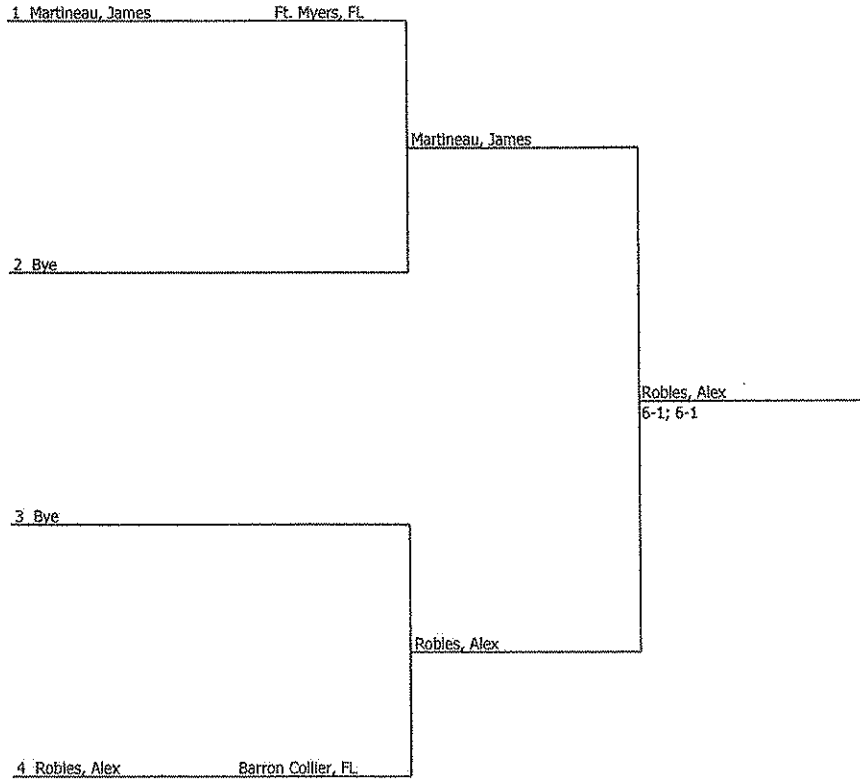 1 Martineau, James Ft. Myers, FL
Martineau, James
2 Bye
Robles, Alex
6-1; 6-1
3 Bye
Robles, Alex
4 Robles, Alex Barron Collier, FL